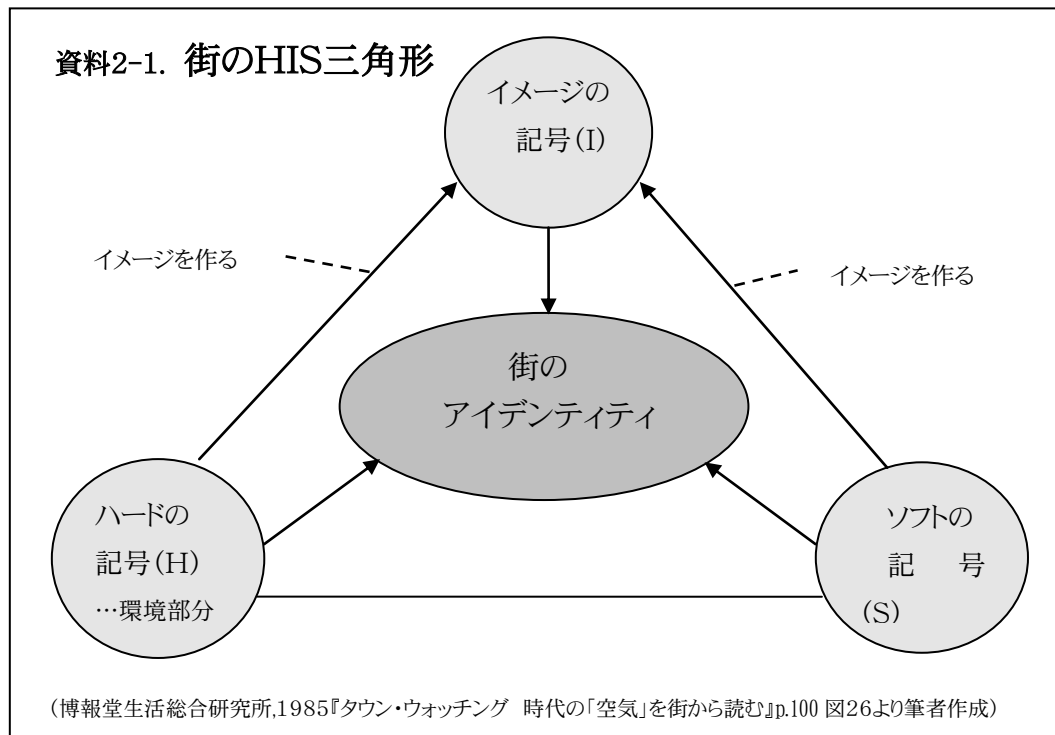 資料2-1. 街のHIS三角形
イメージの
記号(I)
イメージを作る
イメージを作る
街の
アイデンティティ
ハードの
記号(H)
…環境部分
ソフトの
記　号
(S)
(博報堂生活総合研究所,1985『タウン・ウォッチング　時代の「空気」を街から読む』p.100 図26より筆者作成)